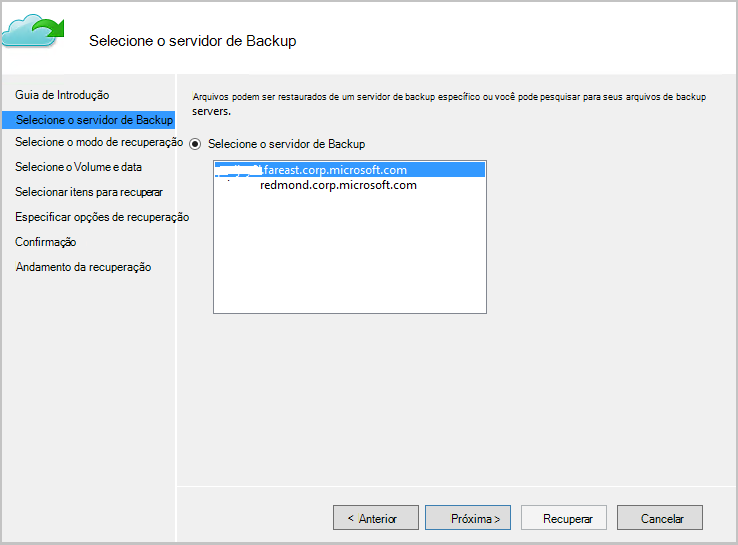 Selecione o servidor de Backup
Guia de Introdução
Selecione o servidor de Backup
Selecione o modo de recuperação
Selecione o Volume e data
Selecionar itens para recuperar
Especificar opções de recuperação
Confirmação
Andamento da recuperação
Arquivos podem ser restaurados de um servidor de backup específico ou você pode pesquisar para seus arquivos de backup
servers.
Selecione o servidor de Backup
.fareast.corp.microsoft.com
redmond.corp.microsoft.com
< Anterior
Próxima >
Recuperar
Cancelar